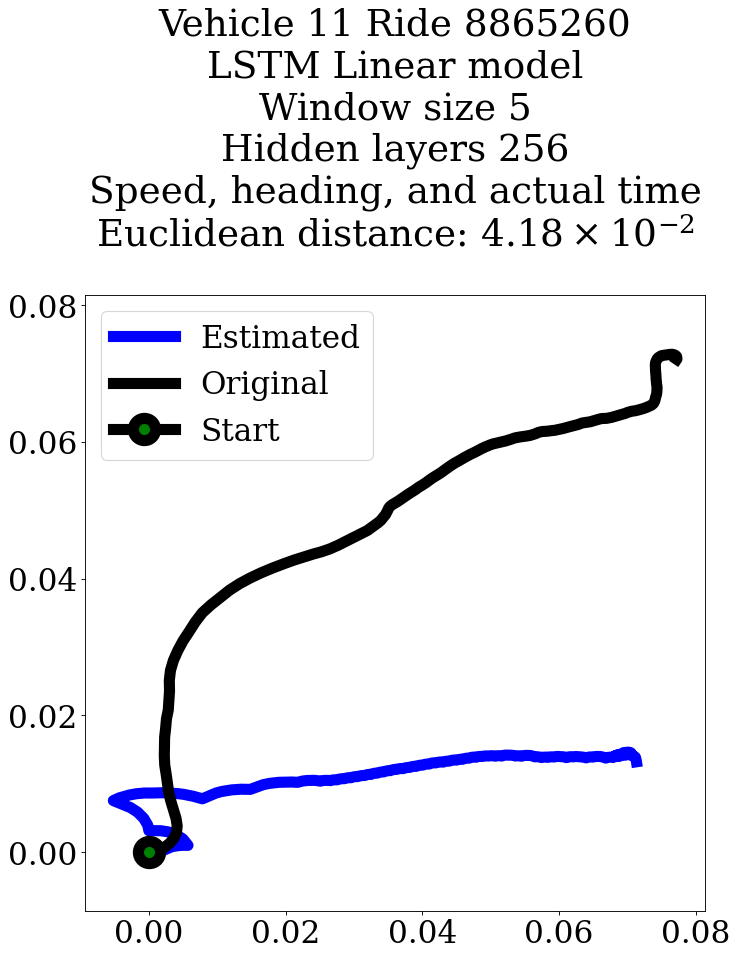 Vehicle 11 Ride 8865260
LSTM Linear model
Window size 5
Hidden layers 256
Speed, heading, and actual time
Euclidean distance: 4.18 × 10⁻²
0.08
0.06
0.04
0.02
0.00
Estimated
Original
Start
0.00 0.02 0.04 0.06 0.08